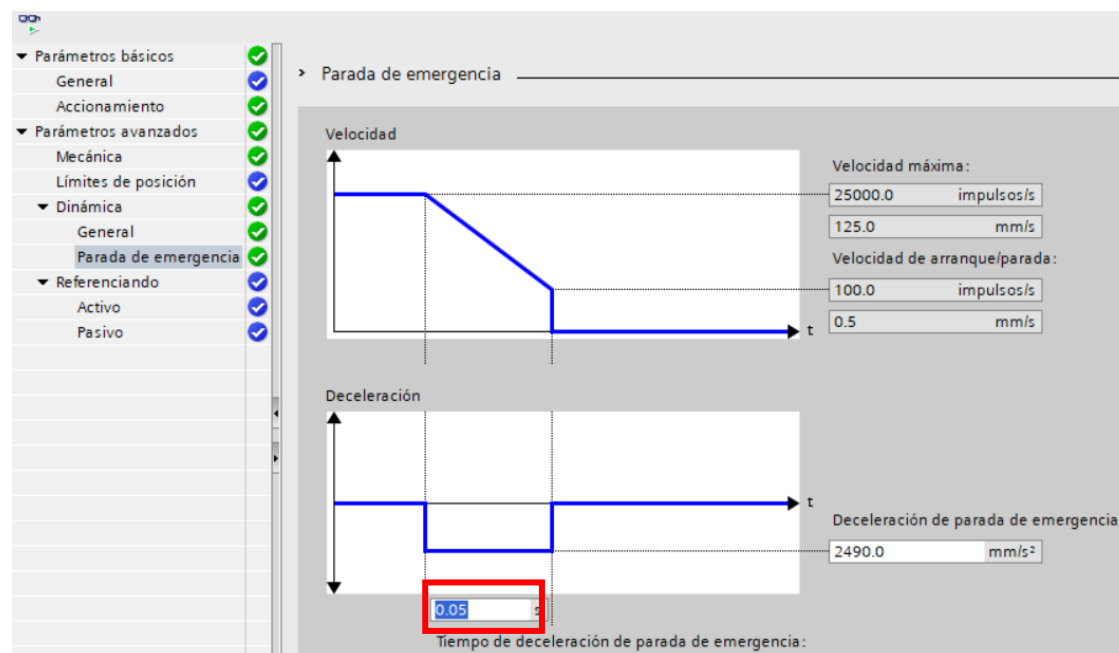 Parámetros básicos
General
Accionamiento
Parámetros avanzados
Mecánica
Límites de posición
Dinámica
General
Parada de emergencia
Referenciando
Activo
Pasivo
Parada de emergencia
Velocidad
t
Velocidad máxima:
25000.0 impulsos/s
125.0 mm/s
Velocidad de arranque/parada:
100.0 impulsos/s
0.5 mm/s
Deceleración
t
Deceleración de parada de emergencia
2490.0 mm/s²
0.05 s
Tiempo de deceleración de parada de emergencia: